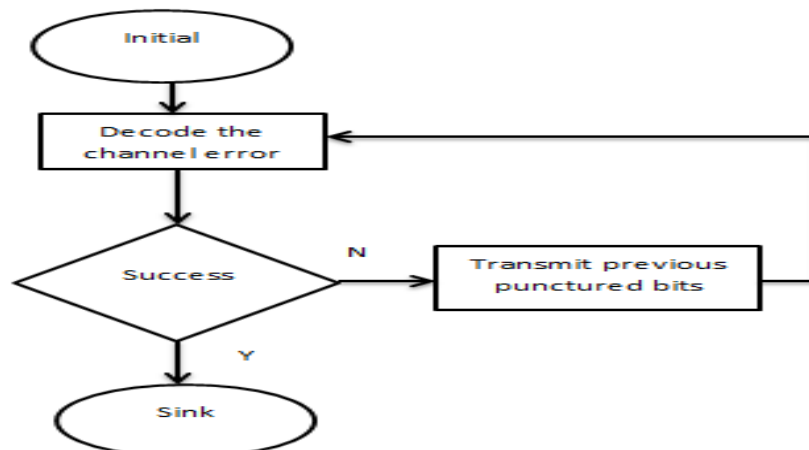 Initial
Decode the
channel error
Success
N
Transmit previous
punctured bits
Y
Sink